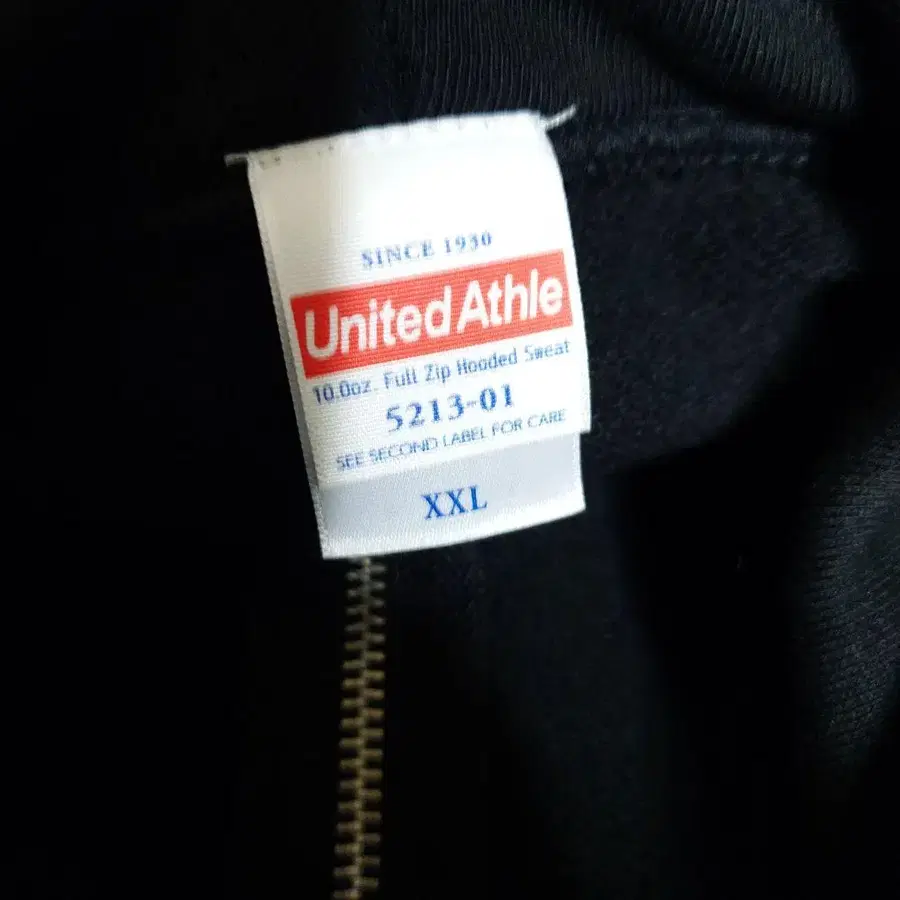 SINCE 1930
United Athle
10.0oz. Full Zip Hooded Sweat
5213-01
SEE SECOND LABEL FOR CARE
XXL